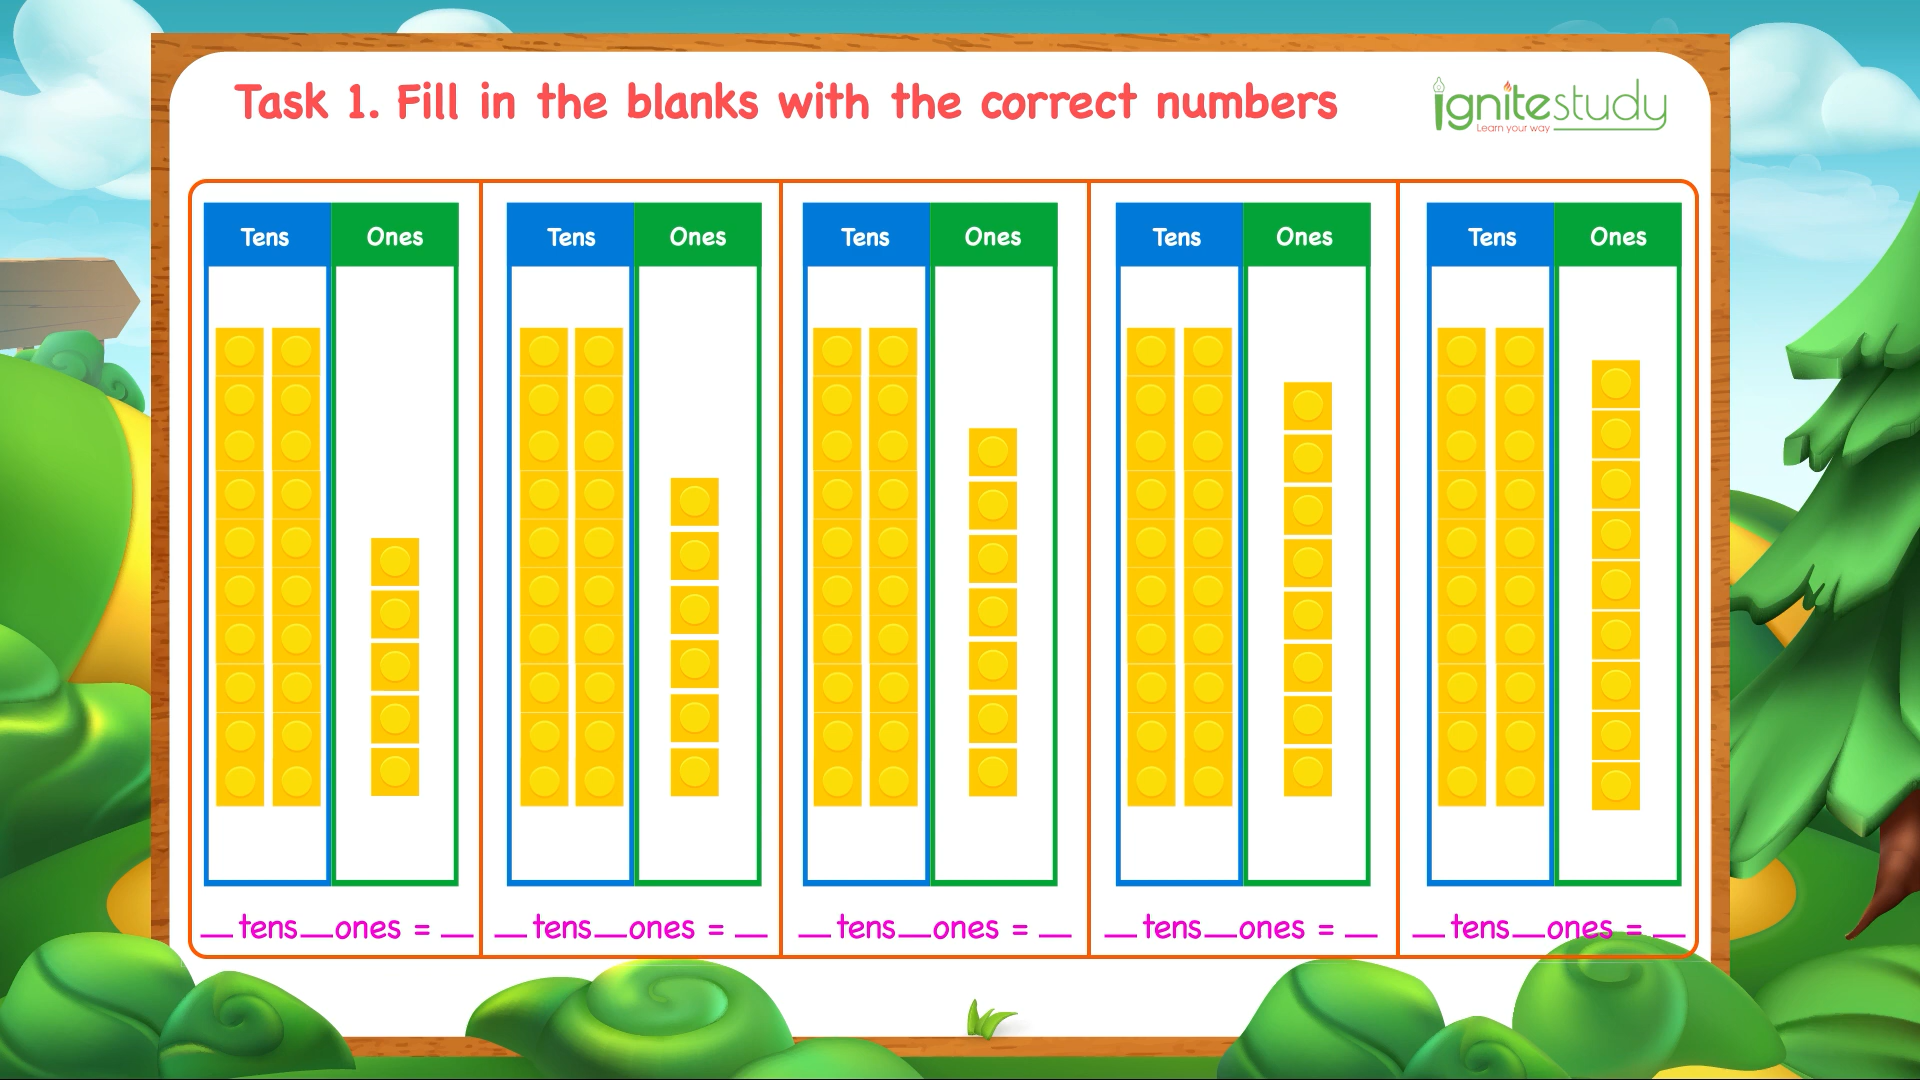 Task 1. Fill in the blanks with the correct numbers
ignitestudy
Learn your way
Tens Ones Tens Ones Tens Ones Tens Ones Tens Ones
__tens__ones = __ __tens__ones = __ __tens__ones = __ __tens__ones = __ __tens__ones = __